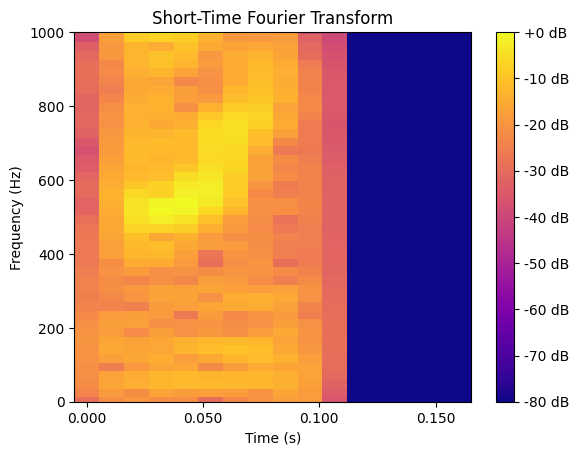 Short-Time Fourier Transform
1000
800
600
400
200
0
Frequency (Hz)
0.000
0.050
0.100
0.150
Time (s)
+0 dB
-10 dB
-20 dB
-30 dB
-40 dB
-50 dB
-60 dB
-70 dB
-80 dB